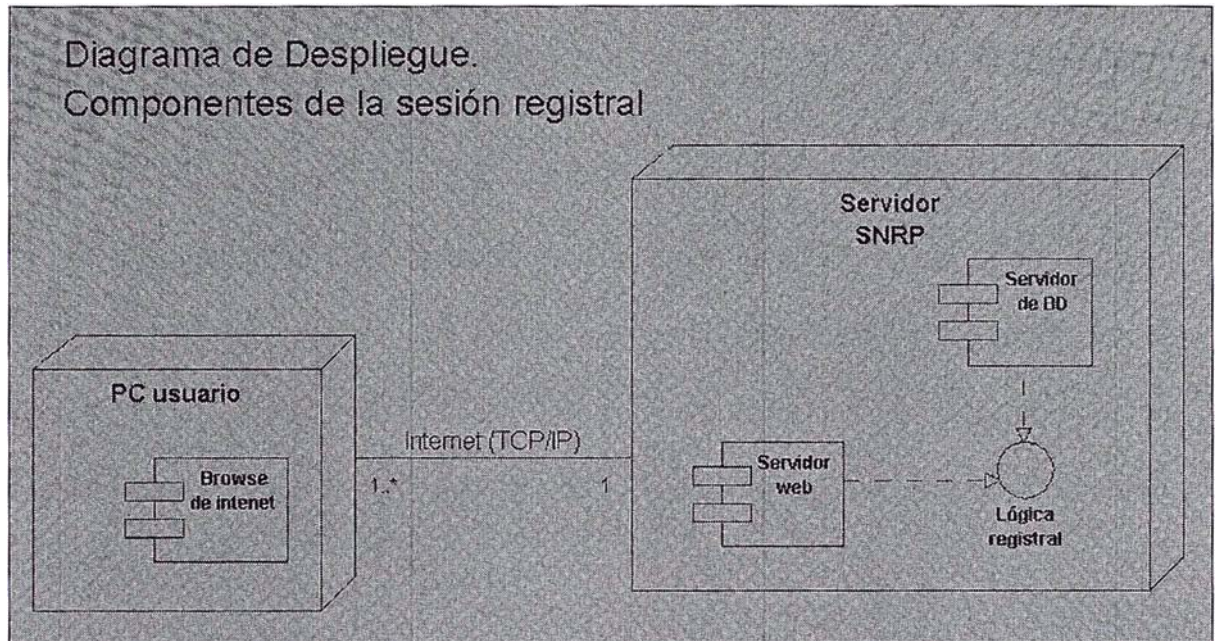 Diagrama de Despliegue.
Componentes de la sesión registral
Servidor
SNRP
Servidor
de BD
PC usuario
Internet (TCP/IP)
Browse
de intenet
1..*
1
Servidor
web
Lógica
registral